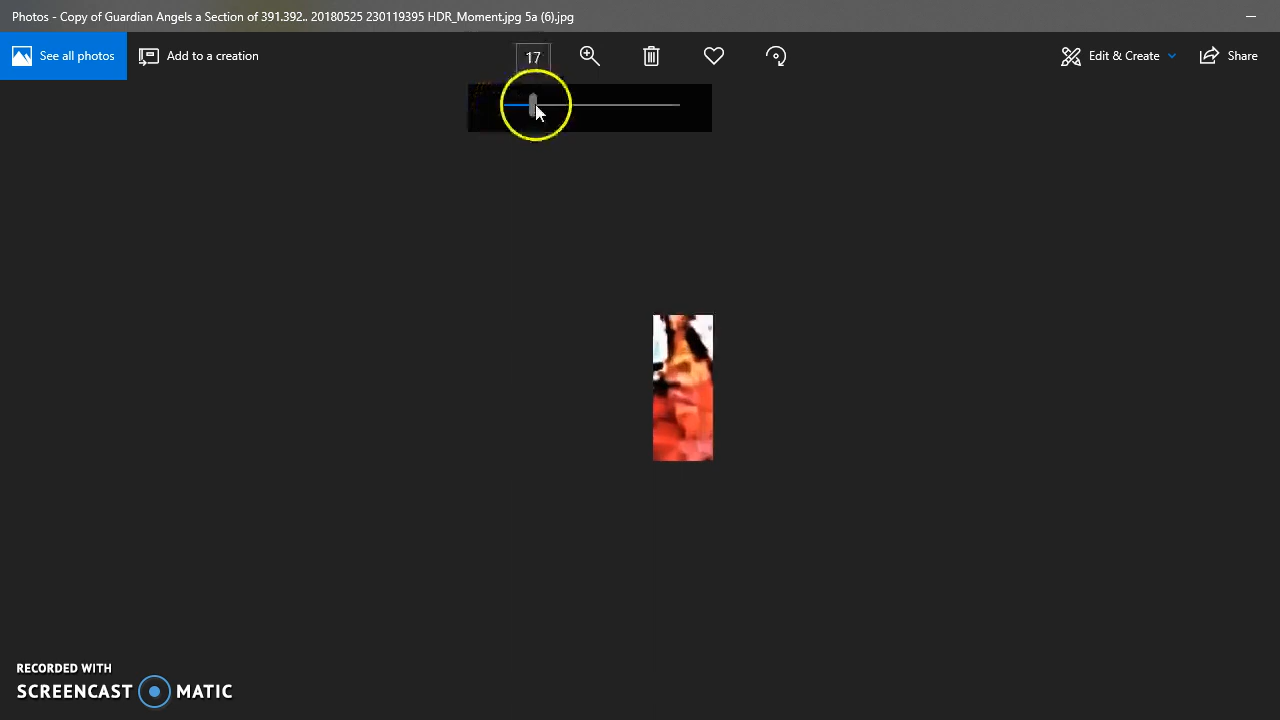 Photos - Copy of Guardian Angels a Section of 391.392.. 20180525 230119395 HDR_Moment.jpg 5a (6).jpg
See all photos
Add to a creation
17
Edit & Create
Share
RECORDED WITH
SCREENCAST MATIC